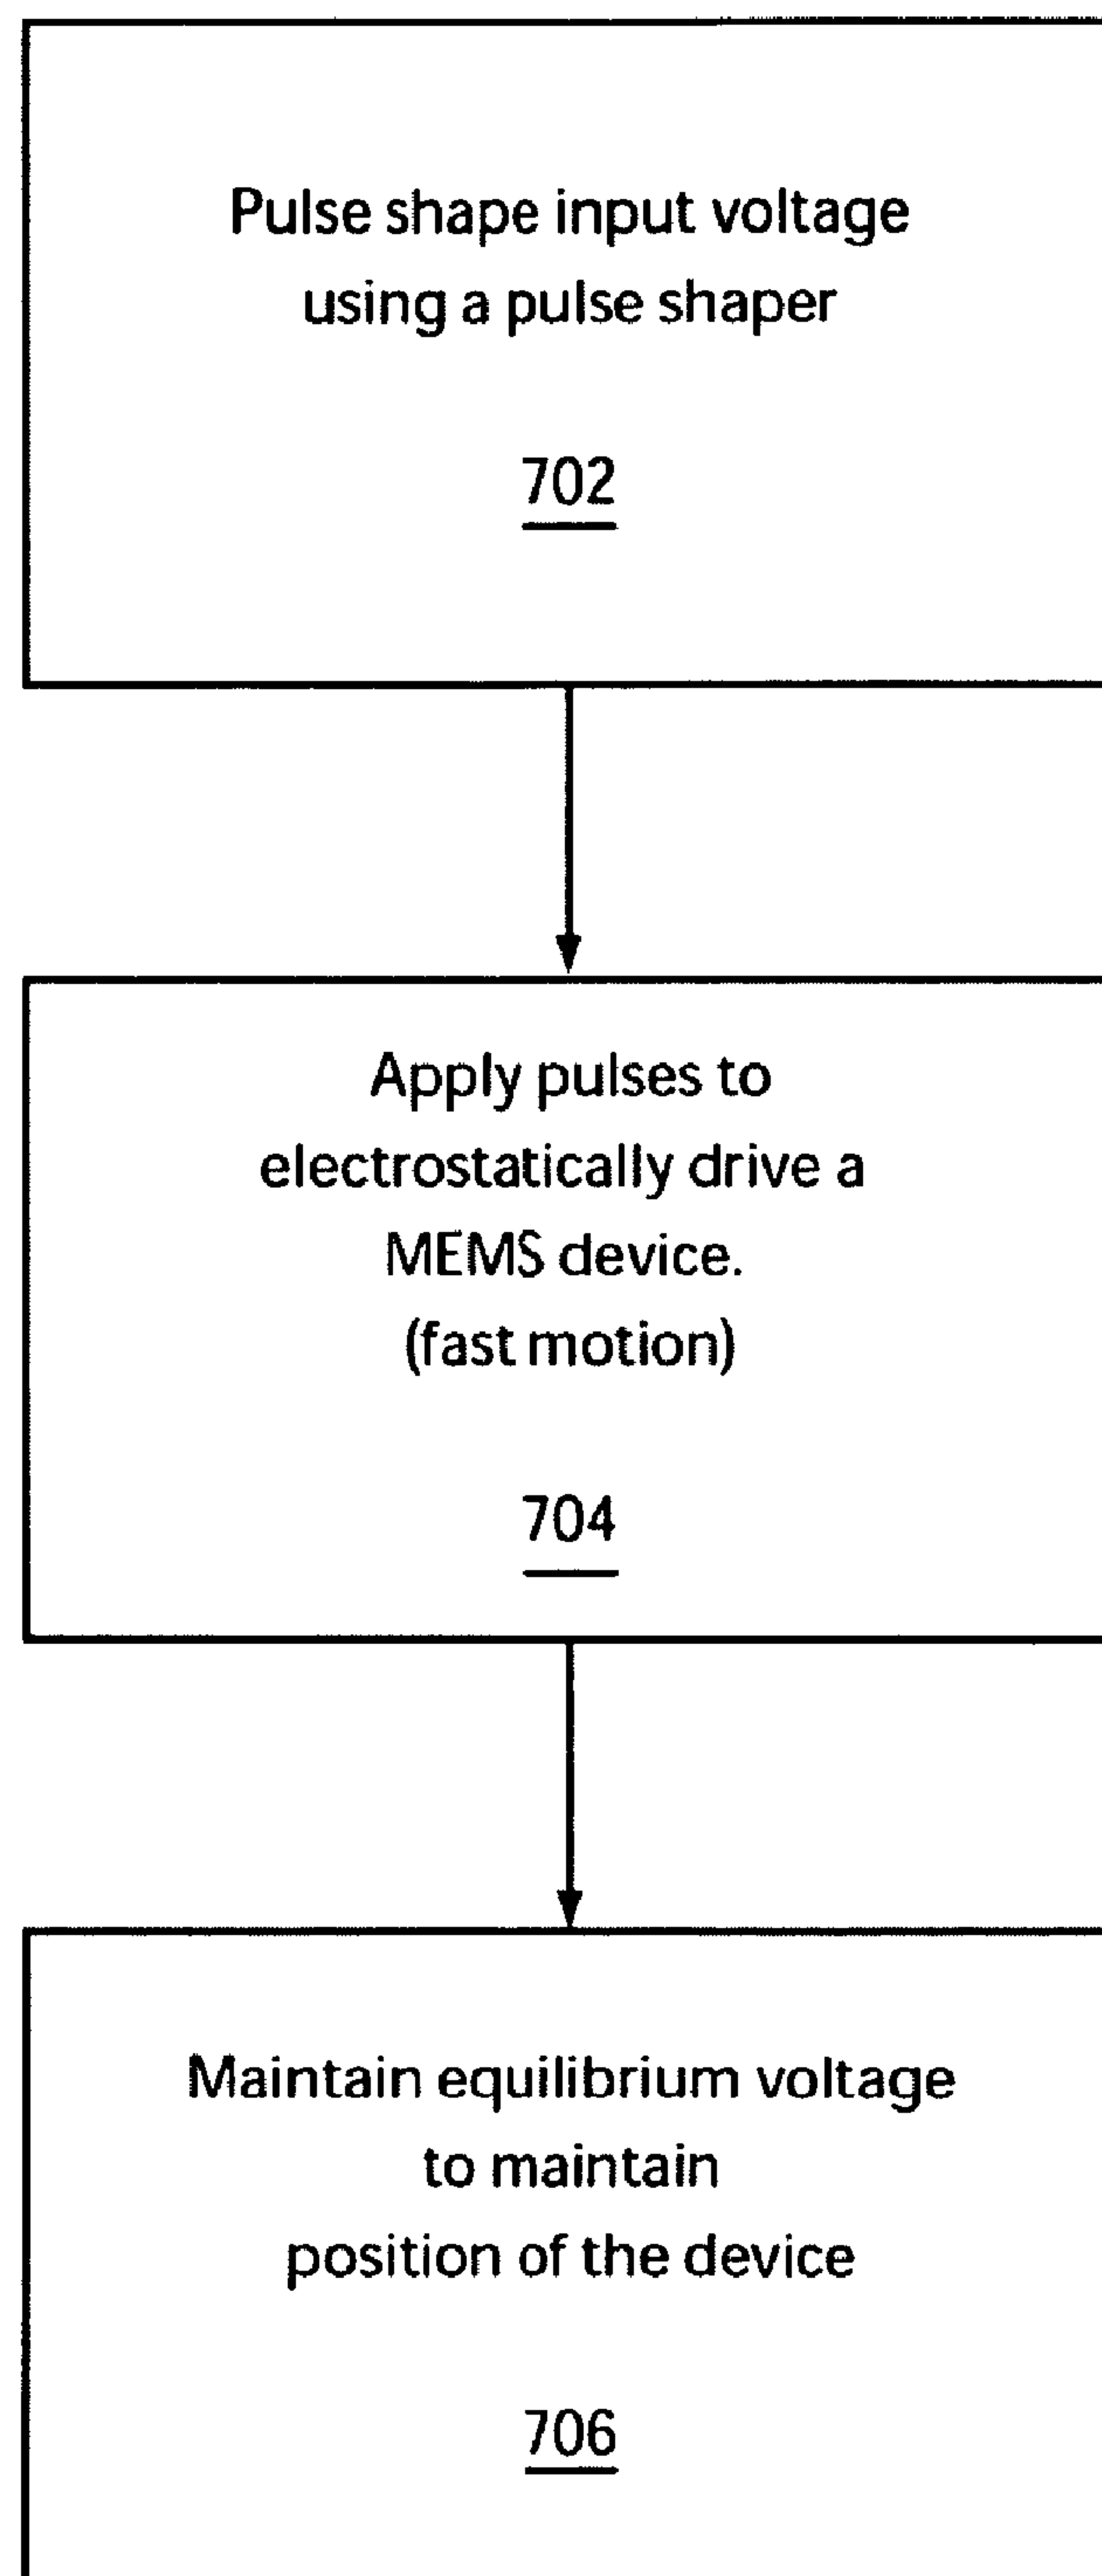 Pulse shape input voltage
using a pulse shaper
702
Apply pulses to
electrostatically drive a
MEMS device.
(fast motion)
704
Maintain equilibrium voltage
to maintain
position of the device
706